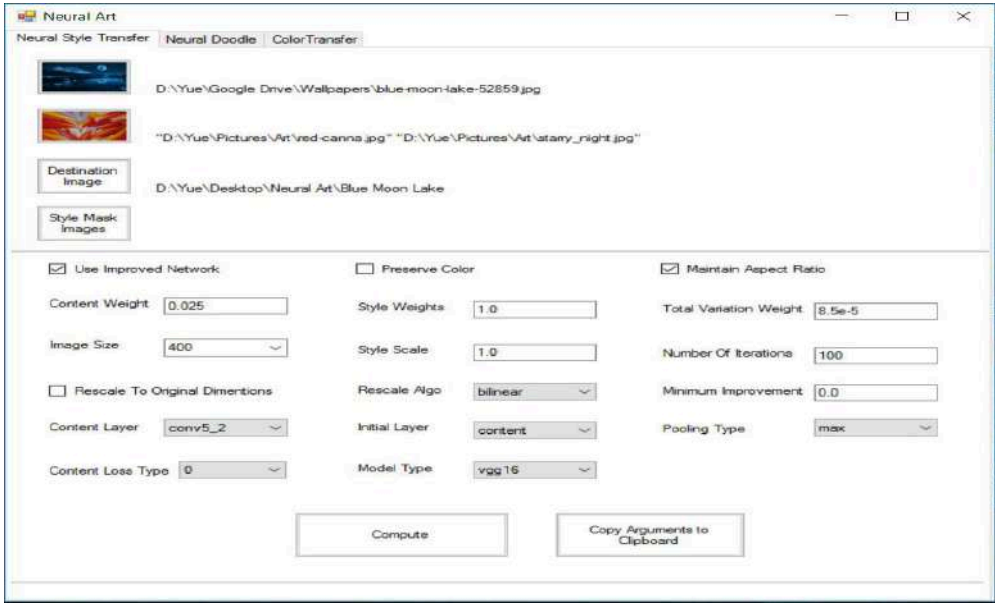 Neural Art
Neural Style Transfer Neural Doodle ColorTransfer
D:\Yue\Google Drive\Wallpapers\blue-moon-lake-52859.jpg
"D:\Yue\Pictures\Art\red-canna.jpg" "D:\Yue\Pictures\Art\starry_night.jpg"
Destination
Image
D:\Yue\Desktop\Neural Art\Blue Moon Lake
Style Mask
Images
Use Improved Network Preserve Color Maintain Aspect Ratio
Content Weight 0.025 Style Weights 1.0 Total Variation Weight 8.5e-5
Image Size 400 Style Scale 1.0 Number Of Iterations 100
Rescale To Original Dimentions Rescale Algo bilinear Minimum Improvement 0.0
Content Layer conv5_2 Initial Layer content Pooling Type max
Content Loss Type 0 Model Type vgg16
Compute
Copy Arguments to
Clipboard